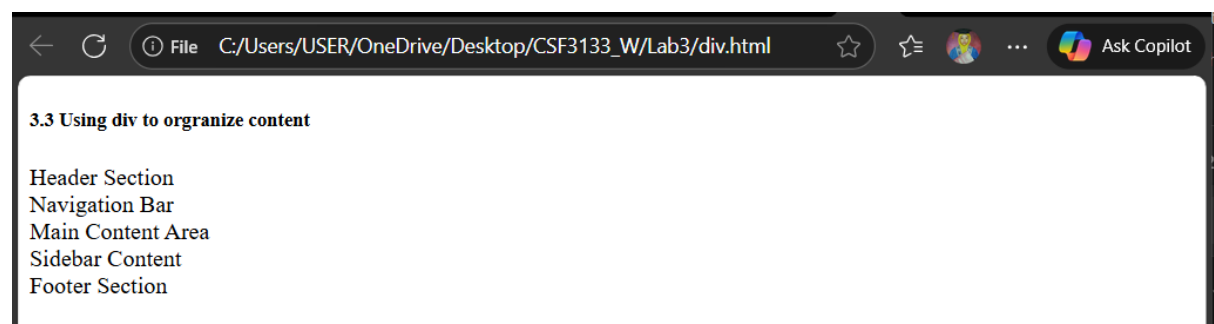 File C:/Users/USER/OneDrive/Desktop/CSF3133_W/Lab3/div.html ... Ask Copilot
3.3 Using div to orgranize content
Header Section
Navigation Bar
Main Content Area
Sidebar Content
Footer Section